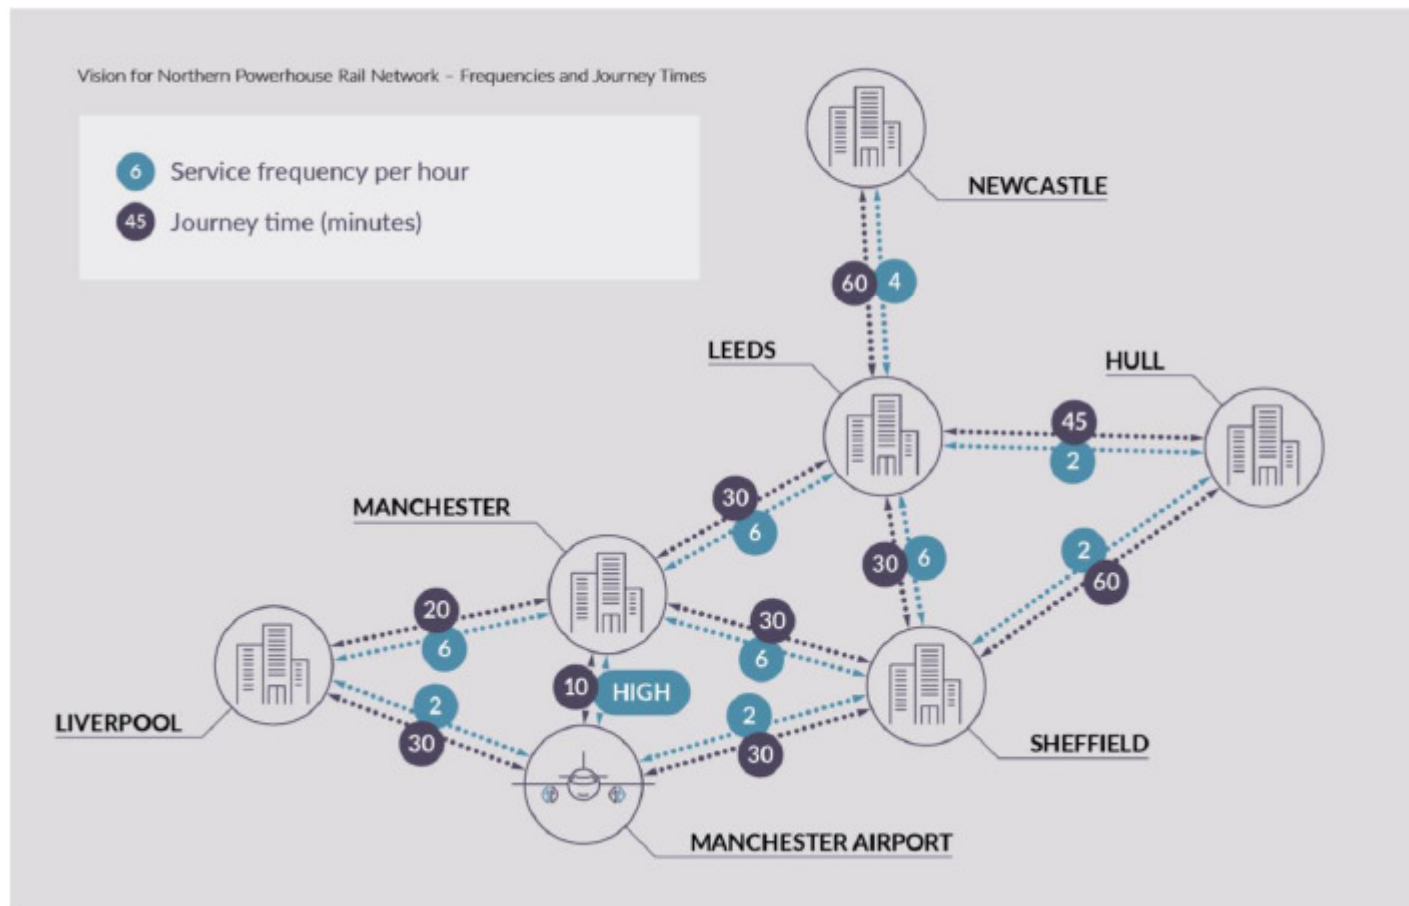 Vision for Northern Powerhouse Rail Network – Frequencies and Journey Times
6 Service frequency per hour
45 Journey time (minutes)
NEWCASTLE
60 4
LEEDS
HULL
45
2
30
6
MANCHESTER
30 6
2
60
20
6
30
6
10 HIGH
LIVERPOOL
2
30
2
30
SHEFFIELD
MANCHESTER AIRPORT